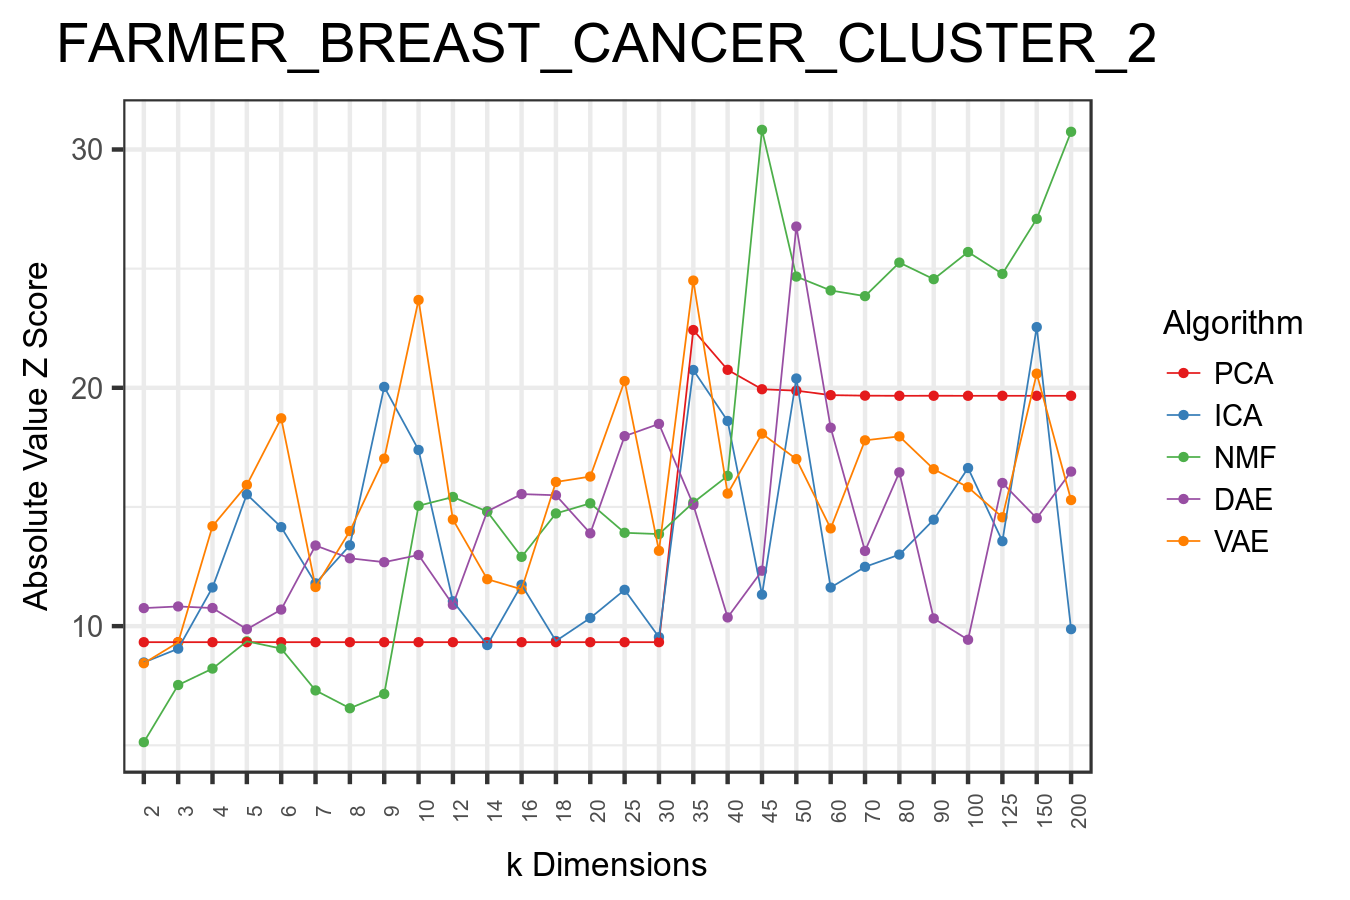 FARMER_BREAST_CANCER_CLUSTER_2
Absolute Value Z Score
30
20
10
2 3 4 5 6 7 8 9 10 12 14 16 18 20 25 30 35 40 45 50 60 70 80 90 100 125 150 200
k Dimensions
Algorithm
PCA
ICA
NMF
DAE
VAE